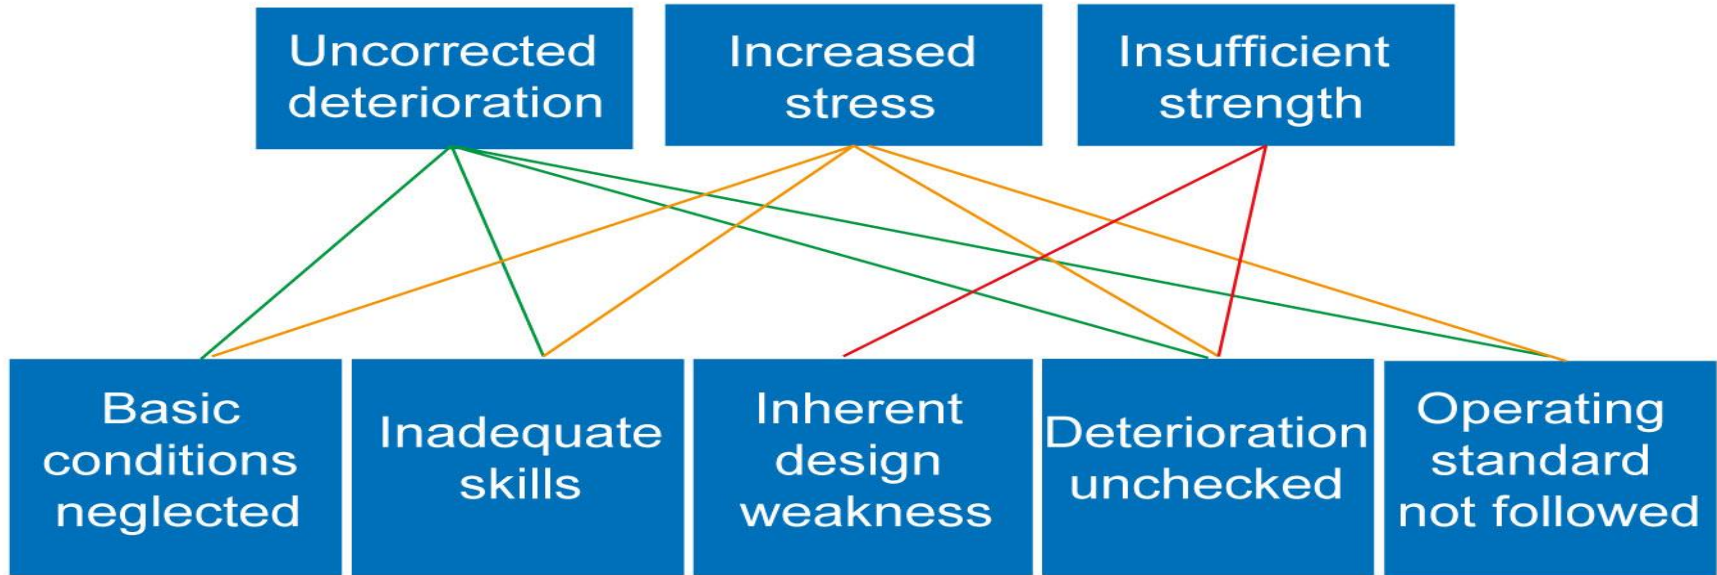 Uncorrected
deterioration
Increased
stress
Insufficient
strength
Basic
conditions
neglected
Inadequate
skills
Inherent
design
weakness
Deterioration
unchecked
Operating
standard
not followed